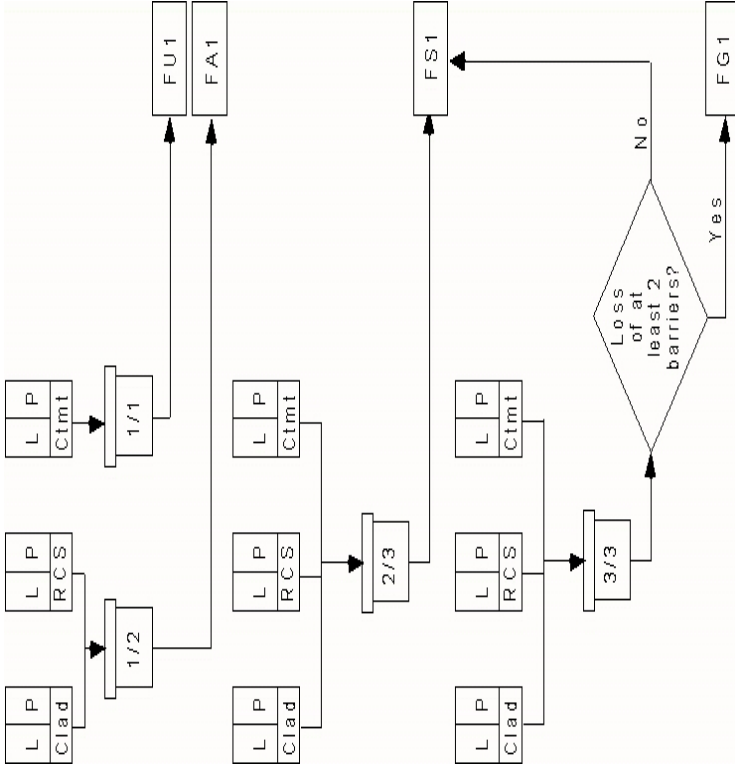 L P L P L P
Clad RCS Ctmt
1/2 1/1
FU1
FA1
L P L P L P
Clad RCS Ctmt
2/3
FS1
L P L P L P
Clad RCS Ctmt
3/3
Loss
of at
least 2
barriers?
No
Yes
FG1